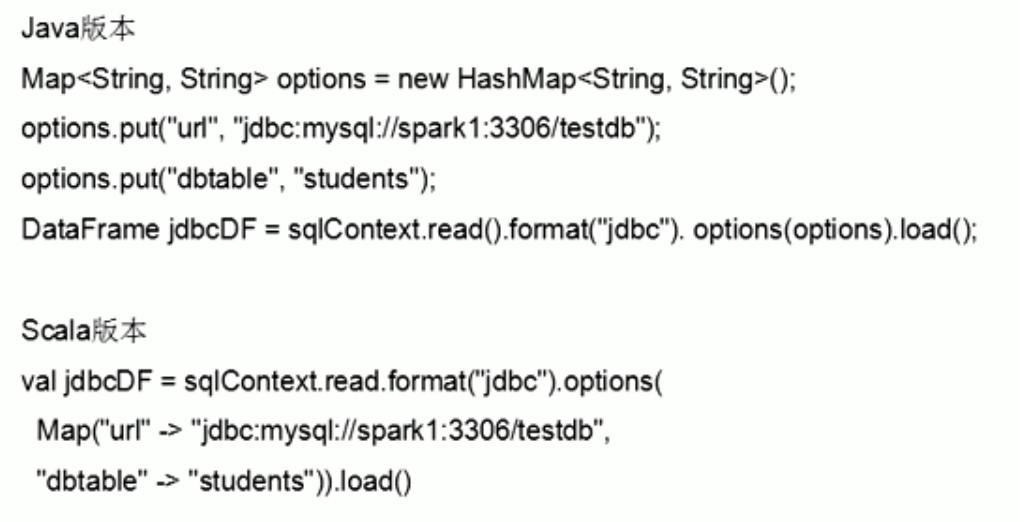 Java版本
Map<String, String> options = new HashMap<String, String>();
options.put("url", "jdbc:mysql://spark1:3306/testdb");
options.put("dbtable", "students");
DataFrame jdbcDF = sqlContext.read().format("jdbc"). options(options).load();
Scala版本
val jdbcDF = sqlContext.read.format("jdbc").options(
Map("url" -> "jdbc:mysql://spark1:3306/testdb",
"dbtable" -> "students")).load()